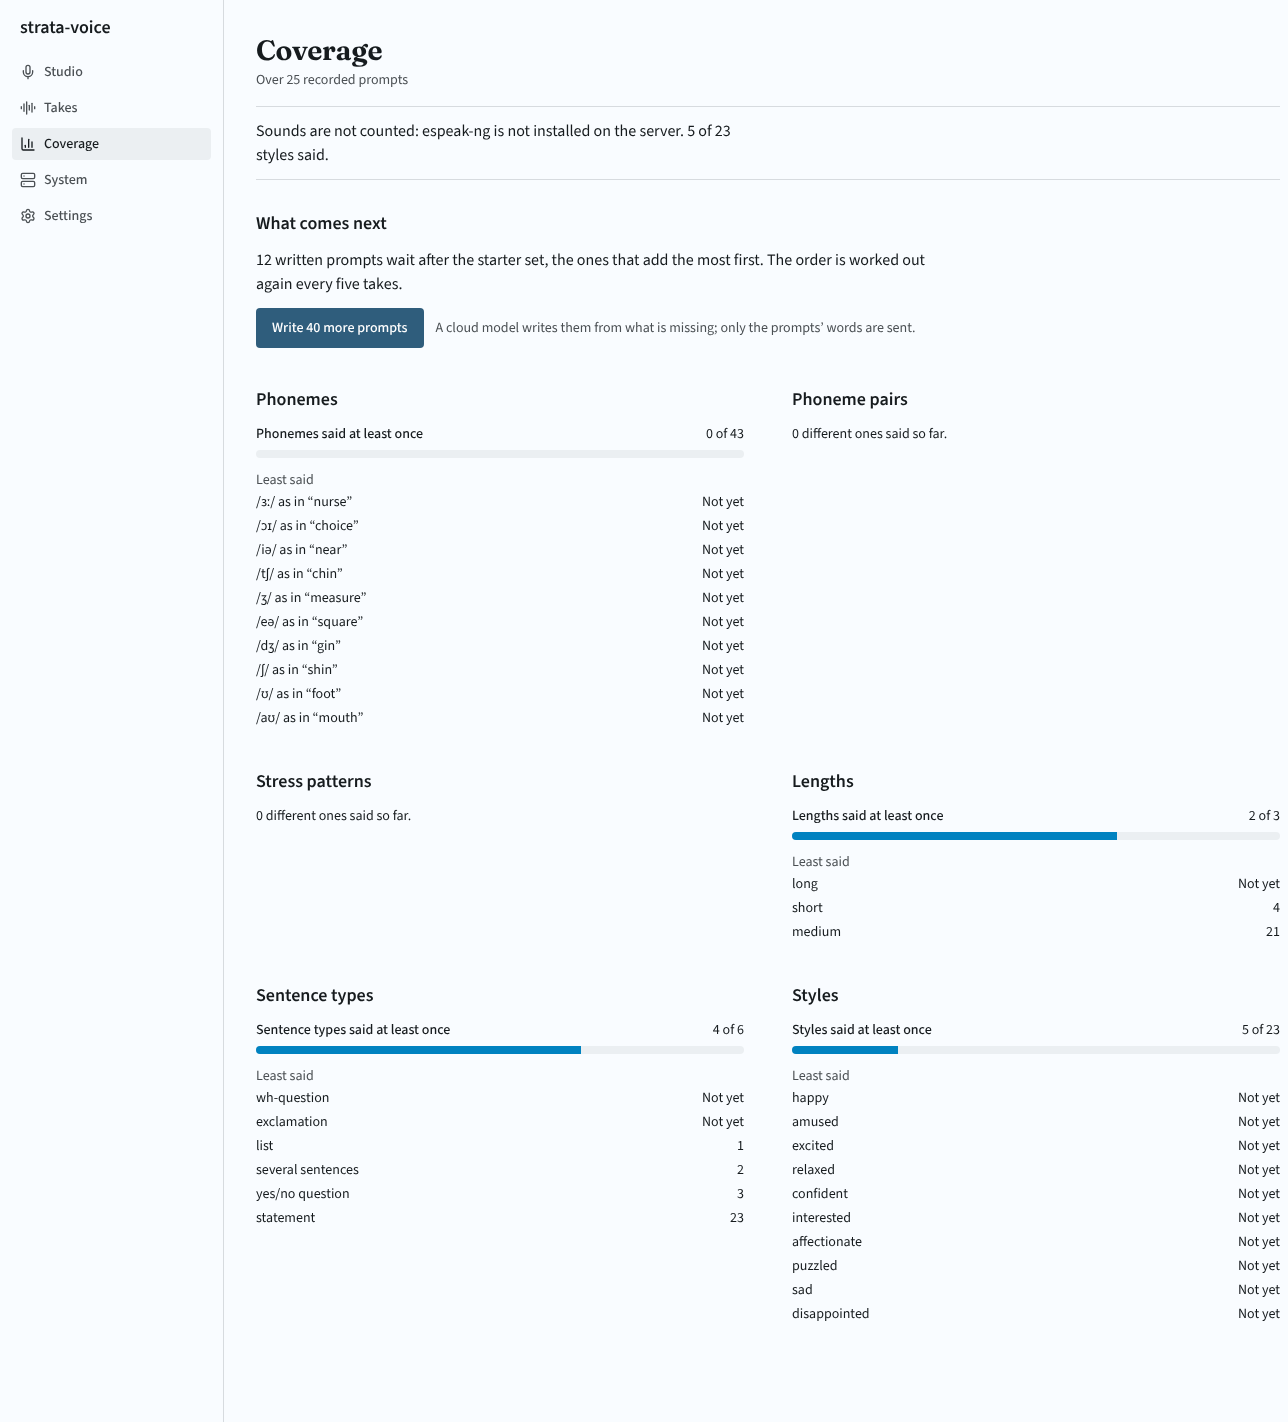 strata-voice
Studio
Takes
Coverage
System
Settings
Coverage
Over 25 recorded prompts
Sounds are not counted: espeak-ng is not installed on the server. 5 of 23
styles said.
What comes next
12 written prompts wait after the starter set, the ones that add the most first. The order is worked out
again every five takes.
Write 40 more prompts
A cloud model writes them from what is missing; only the prompts’ words are sent.
Phonemes
Phonemes said at least once 0 of 43
Least said
/ɜː/ as in “nurse” Not yet
/ɔɪ/ as in “choice” Not yet
/iə/ as in “near” Not yet
/tʃ/ as in “chin” Not yet
/ʒ/ as in “measure” Not yet
/eə/ as in “square” Not yet
/dʒ/ as in “gin” Not yet
/ʃ/ as in “shin” Not yet
/ʊ/ as in “foot” Not yet
/aʊ/ as in “mouth” Not yet
Phoneme pairs
0 different ones said so far.
Stress patterns
0 different ones said so far.
Lengths
Lengths said at least once 2 of 3
Least said
long Not yet
short 4
medium 21
Sentence types
Sentence types said at least once 4 of 6
Least said
wh-question Not yet
exclamation Not yet
list 1
several sentences 2
yes/no question 3
statement 23
Styles
Styles said at least once 5 of 23
Least said
happy Not yet
amused Not yet
excited Not yet
relaxed Not yet
confident Not yet
interested Not yet
affectionate Not yet
puzzled Not yet
sad Not yet
disappointed Not yet